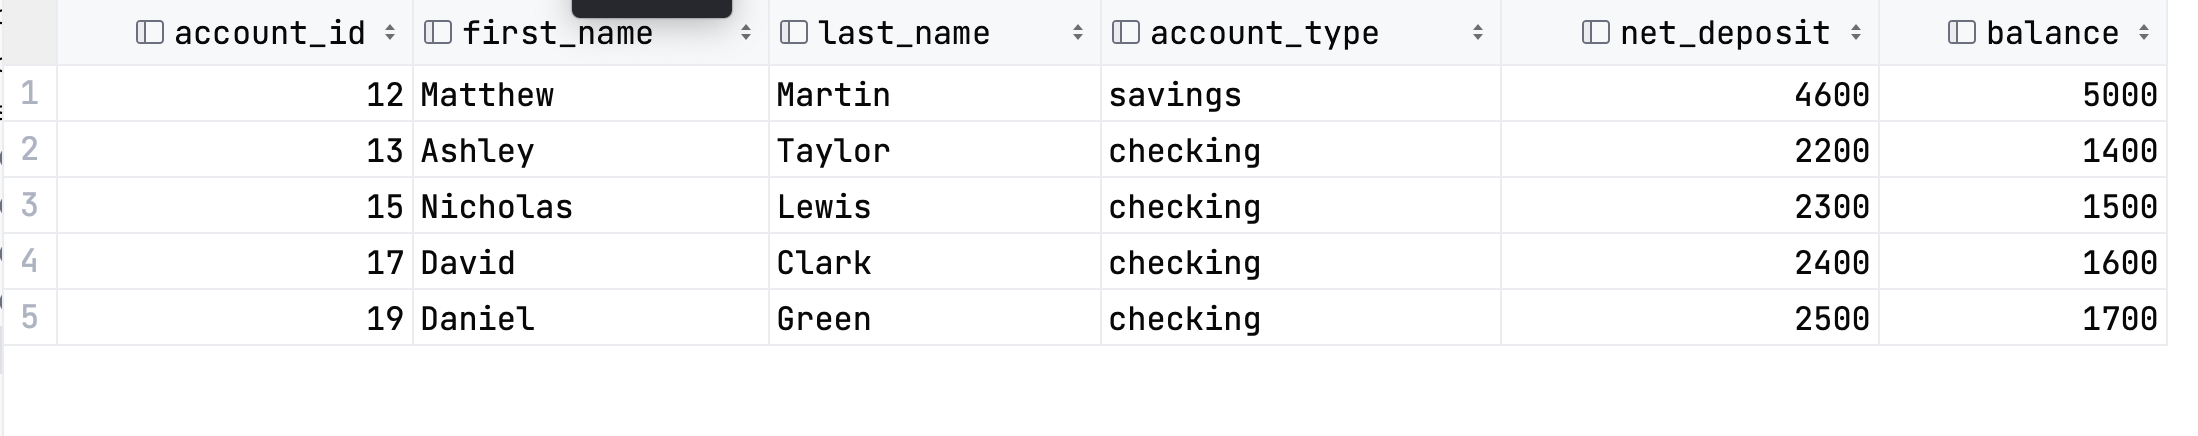 account_id first_name last_name account_type net_deposit balance
1 12 Matthew Martin savings 4600 5000
2 13 Ashley Taylor checking 2200 1400
3 15 Nicholas Lewis checking 2300 1500
4 17 David Clark checking 2400 1600
5 19 Daniel Green checking 2500 1700